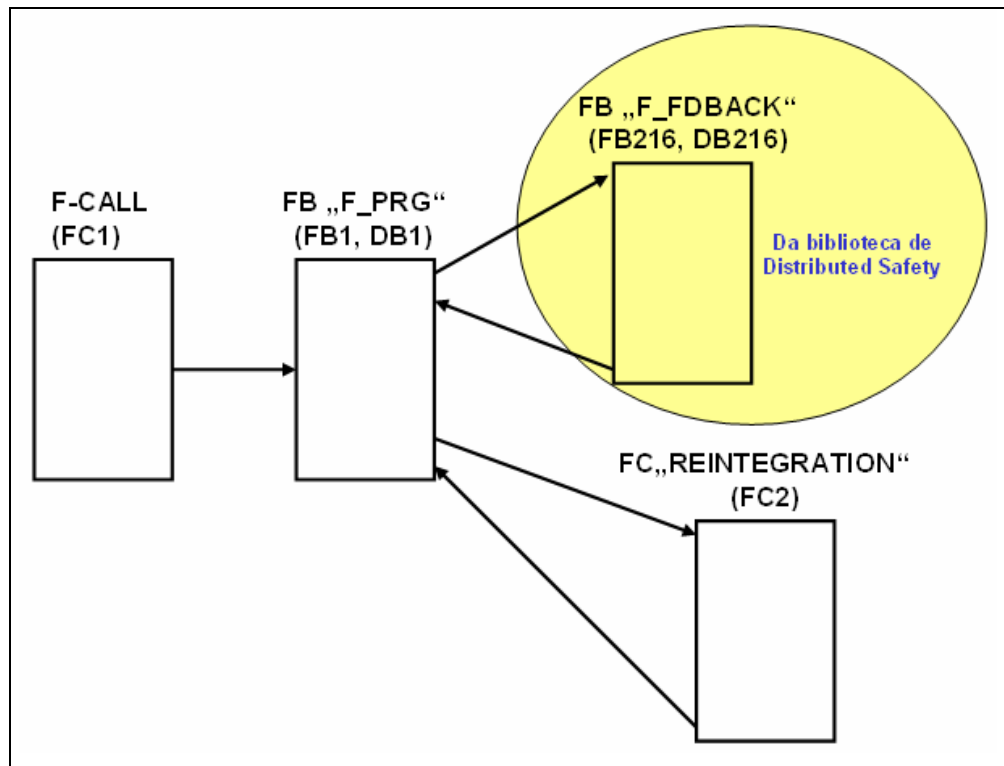 F-CALL
(FC1)
FB „F_PRG“
(FB1, DB1)
FB „F_FDBACK“
(FB216, DB216)
Da biblioteca de
Distributed Safety
FC„REINTEGRATION“
(FC2)